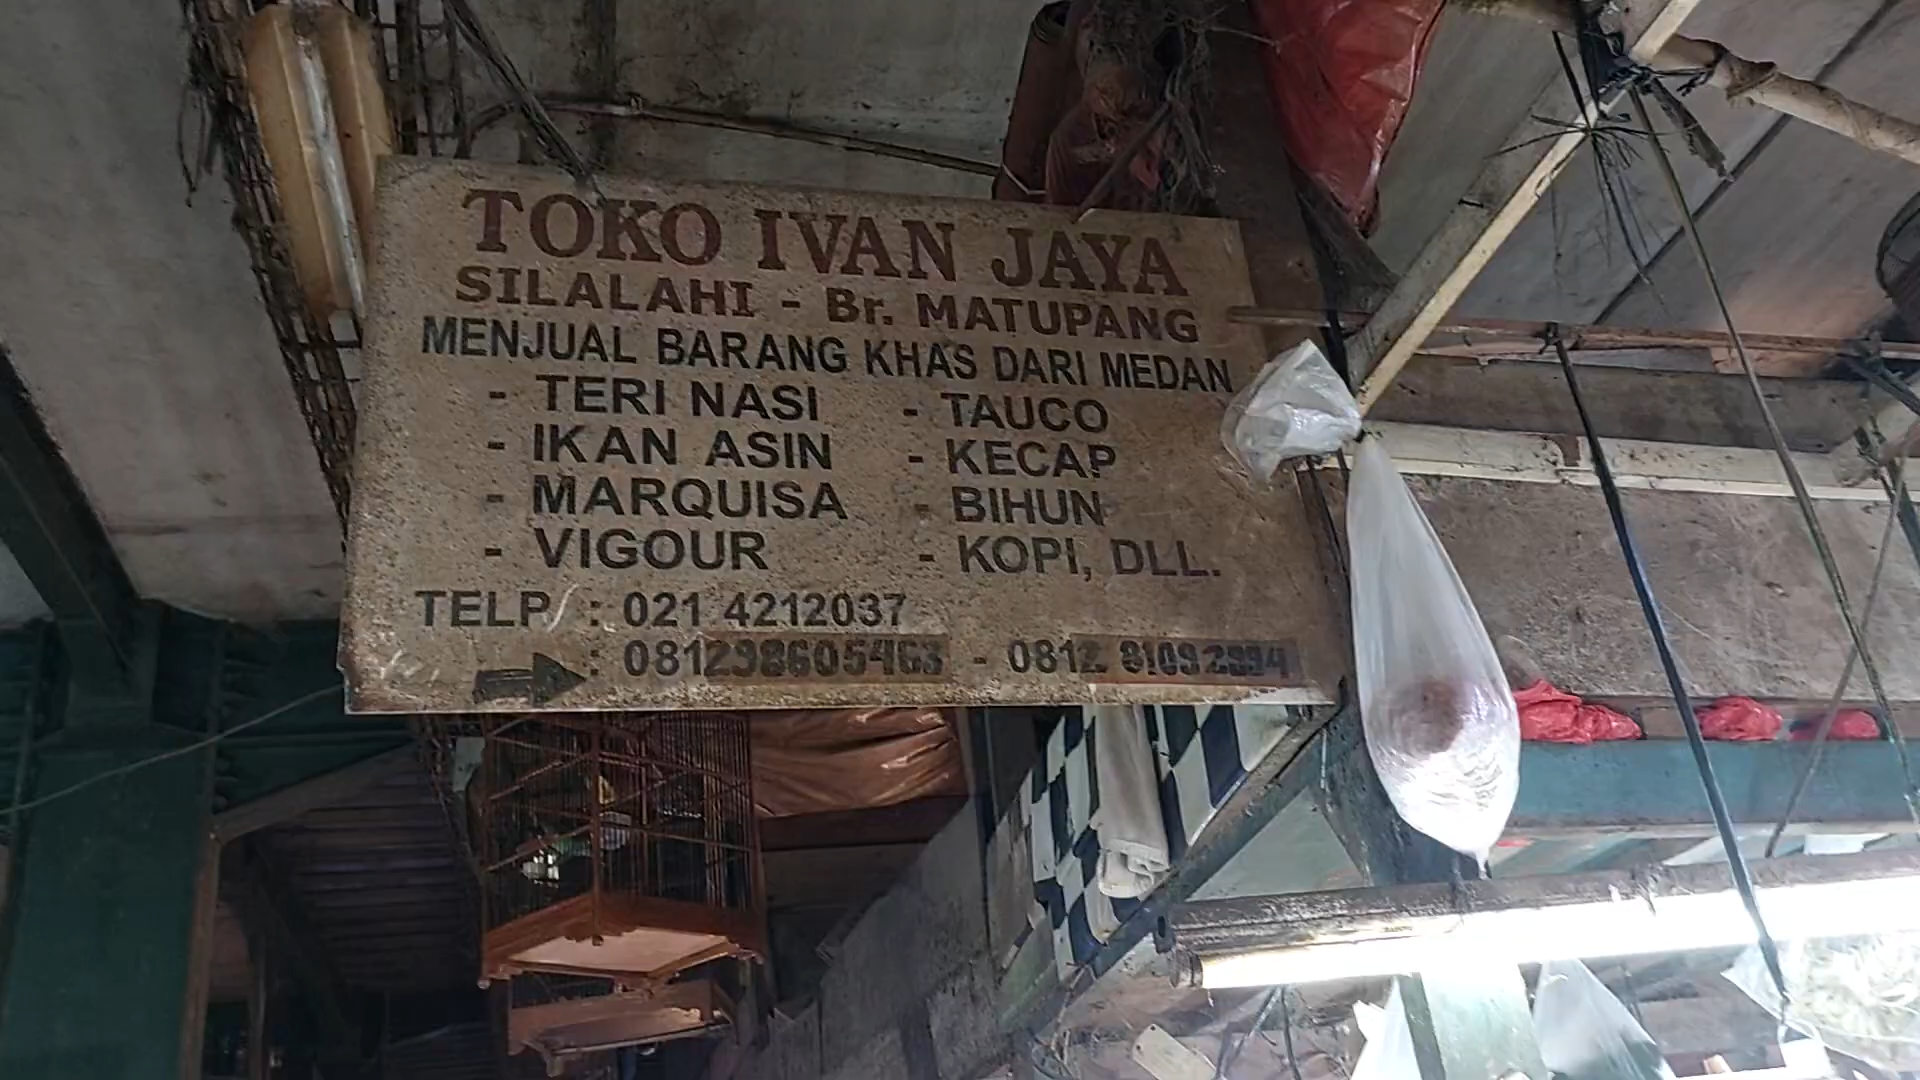 TOKO IVAN JAYA
SILALAHI - Br. MATUPANG
MENJUAL BARANG KHAS DARI MEDAN
- TERI NASI - TAUCO
- IKAN ASIN - KECAP
- MARQUISA - BIHUN
- VIGOUR - KOPI, DLL.
TELP : 021 4212037
: 081298605463 - 0812 81092994